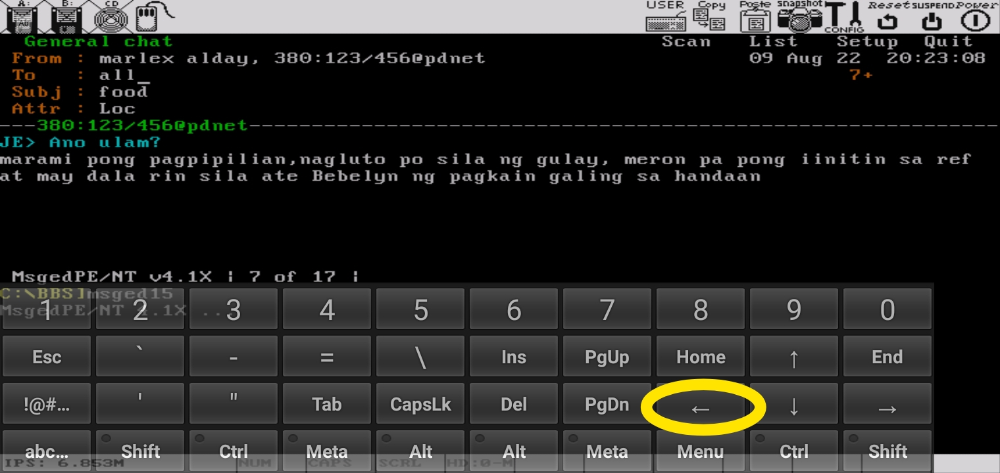 A: B: CD USER Copy Paste snapshot CONFIG Reset SUSPEND Power
General chat Scan List Setup Quit
From : marlex alday, 380:123/456@pdnet 09 Aug 22 20:23:08
To : all_ 7+
Subj : food
Attr : Loc
---380:123/456@pdnet------------------------------------------------------------
JE> Ano ulam?
marami pong pagpipilian,nagluto po sila ng gulay, meron pa pong iinitin sa ref
at may dala rin sila ate Bebelyn ng pagkain galing sa handaan
MsgedPE/NT v4.1X | 7 of 17 |
C:\BBS]msged15
MsgedPE/NT 4.1X ...
1 2 3 4 5 6 7 8 9 0
Esc ` - = \ Ins PgUp Home ↑ End
!@#... ' " Tab CapsLk Del PgDn ← ↓ →
abc... Shift Ctrl Meta Alt Alt Meta Menu Ctrl Shift
IPS: 6.853M NUM CAPS SCRL HD:0-M